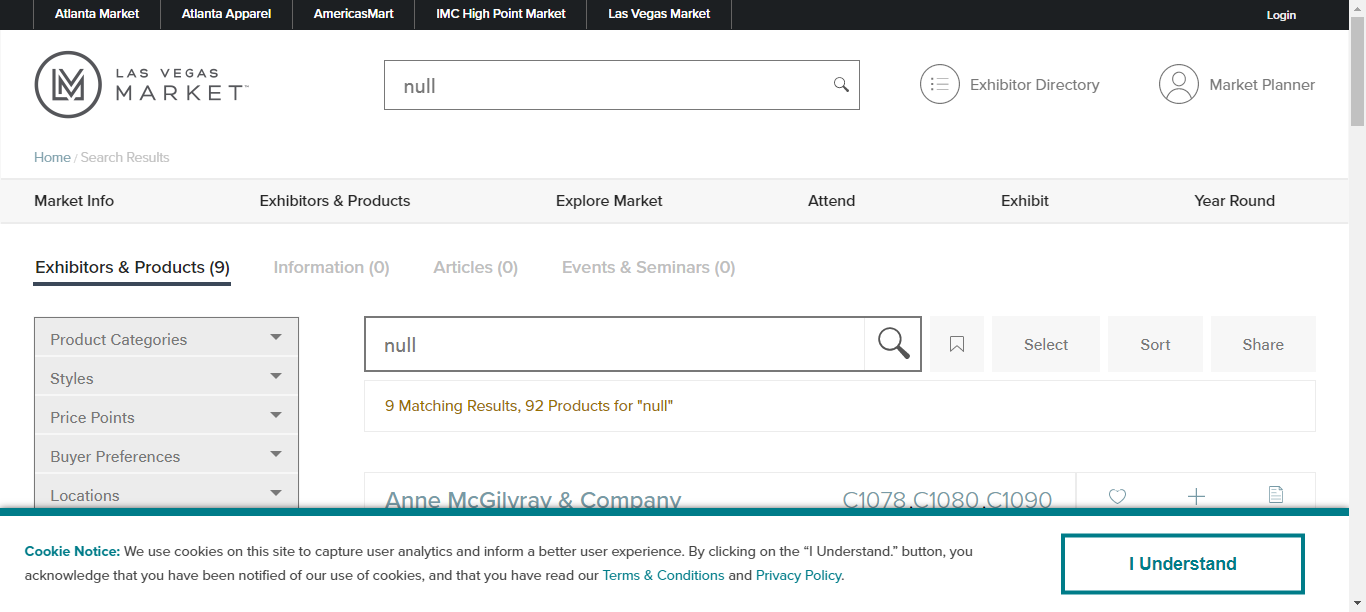 Atlanta Market Atlanta Apparel AmericasMart IMC High Point Market Las Vegas Market Login
LAS VEGAS
MARKET™
null
Exhibitor Directory
Market Planner
Home / Search Results
Market Info Exhibitors & Products Explore Market Attend Exhibit Year Round
Exhibitors & Products (9) Information (0) Articles (0) Events & Seminars (0)
Product Categories
Styles
Price Points
Buyer Preferences
Locations
null
Select Sort Share
9 Matching Results, 92 Products for "null"
Anne McGilvray & Company C1078,C1080,C1090
Cookie Notice: We use cookies on this site to capture user analytics and inform a better user experience. By clicking on the “I Understand.” button, you
acknowledge that you have been notified of our use of cookies, and that you have read our Terms & Conditions and Privacy Policy.
I Understand